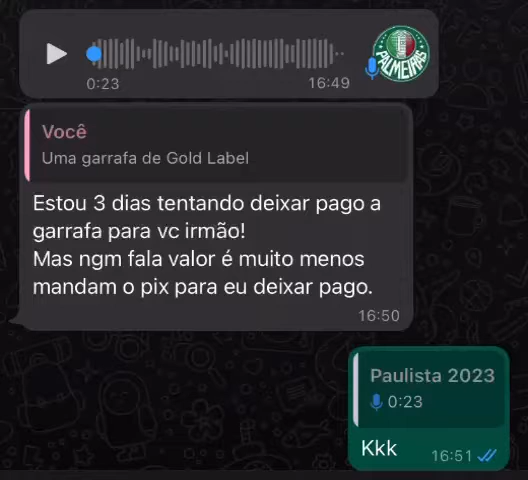 PALMEIRAS
0:23
16:49
Você
Uma garrafa de Gold Label
Estou 3 dias tentando deixar pago a
garrafa para vc irmão!
Mas ngm fala valor é muito menos
mandam o pix para eu deixar pago.
16:50
Paulista 2023
0:23
Kkk
16:51